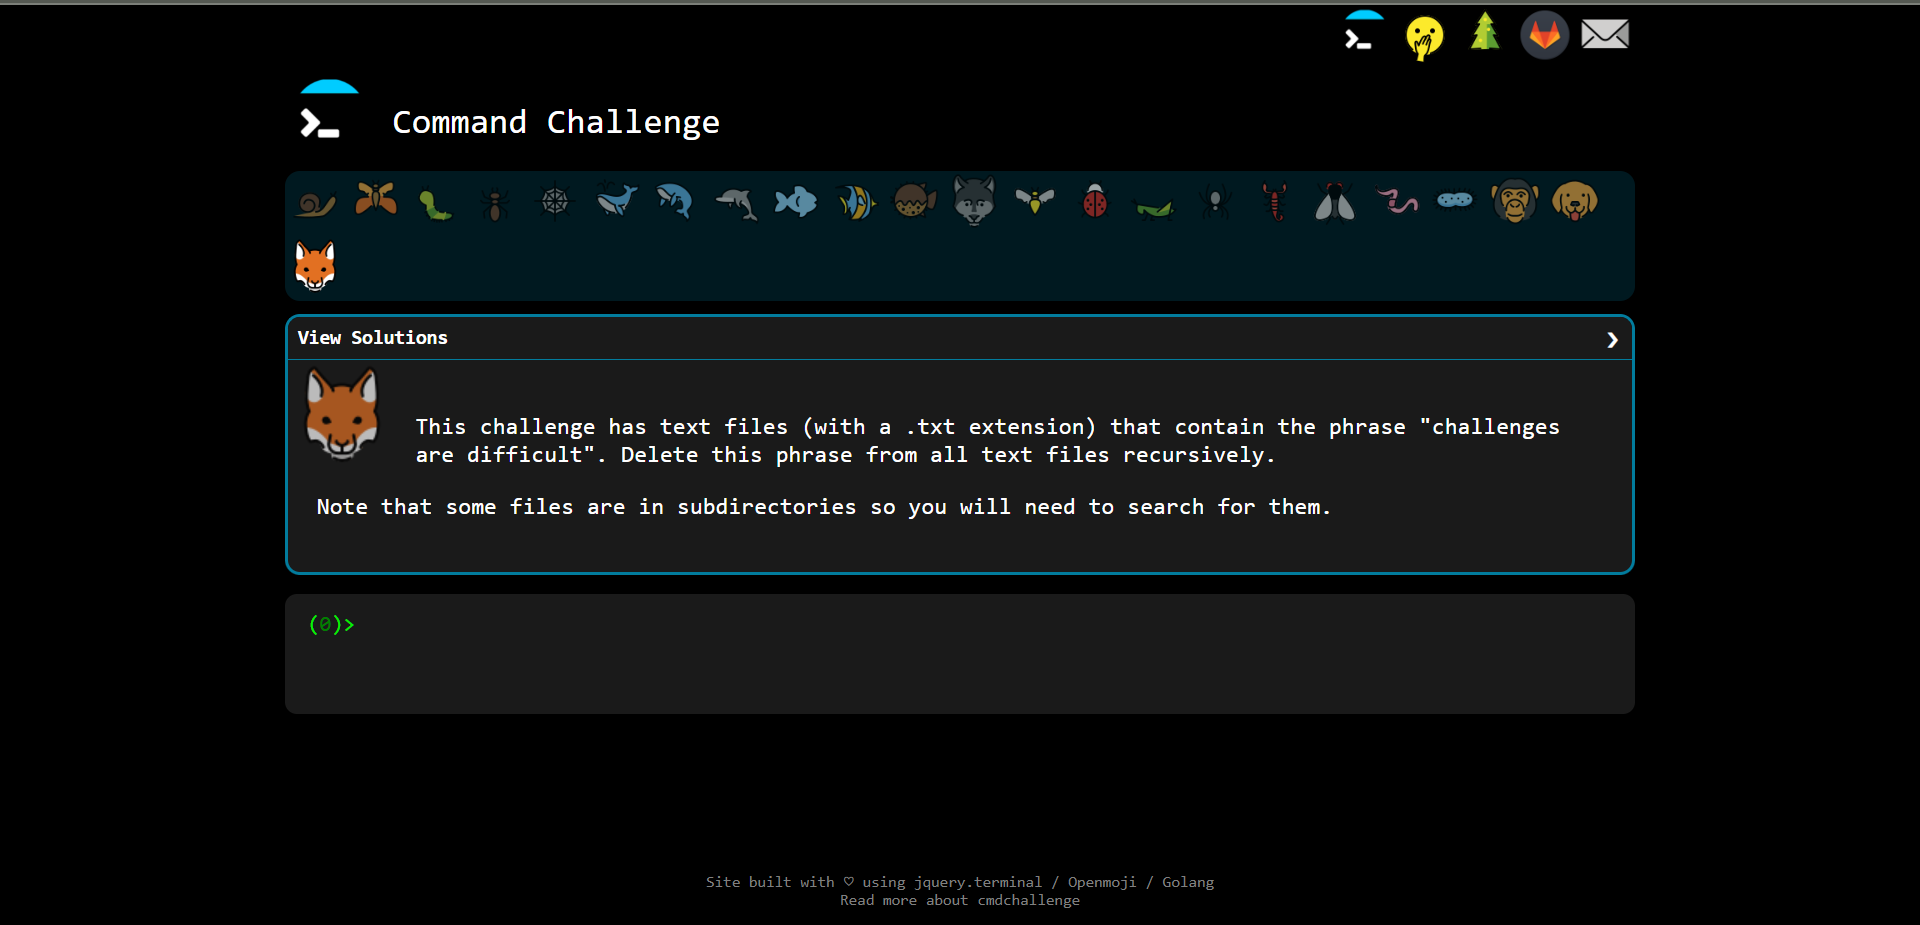 Command Challenge
View Solutions
This challenge has text files (with a .txt extension) that contain the phrase "challenges
are difficult". Delete this phrase from all text files recursively.
Note that some files are in subdirectories so you will need to search for them.
(0)>
Site built with ♡ using jquery.terminal / Openmoji / Golang
Read more about cmdchallenge